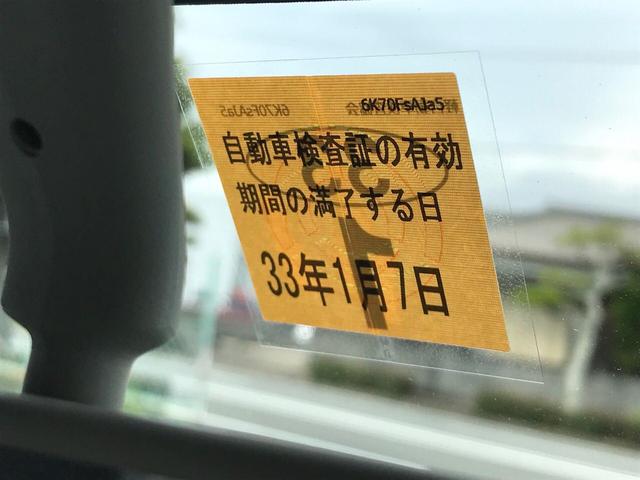 6K70FsAJa5
自動車検査証の有効
期間の満了する日
33年1月7日